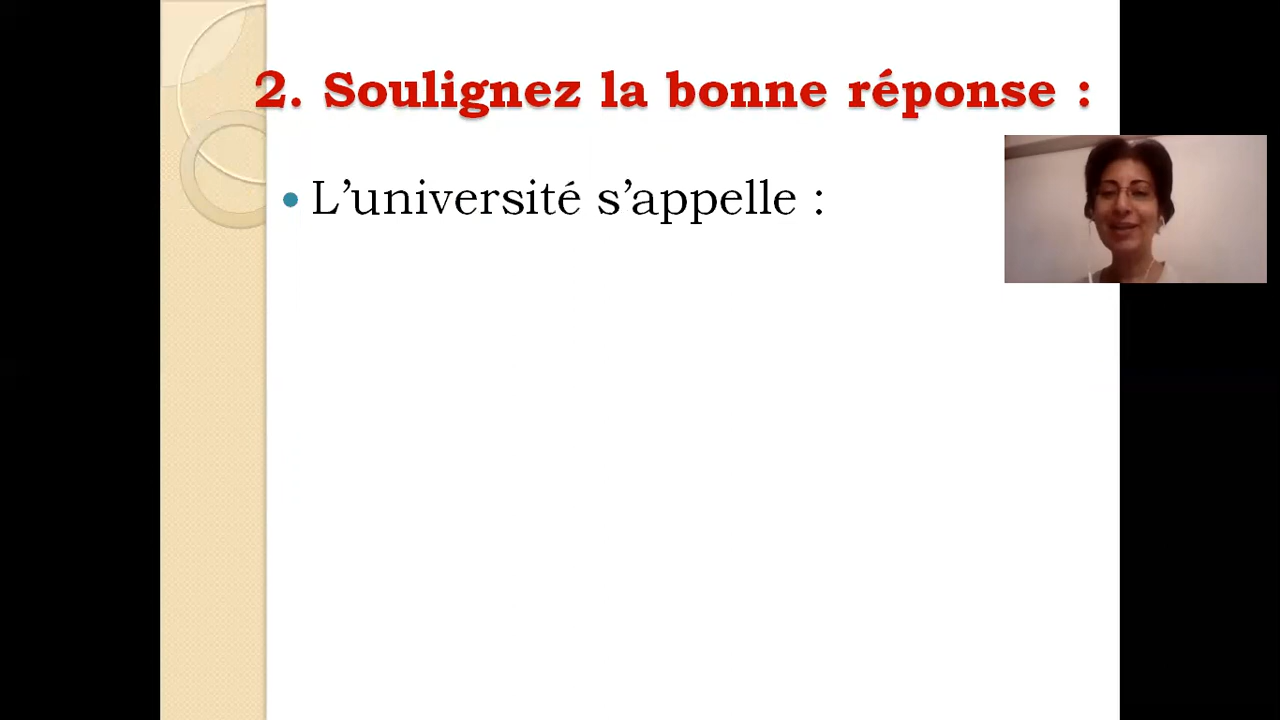 2. Soulignez la bonne réponse :
• L’université s’appelle :